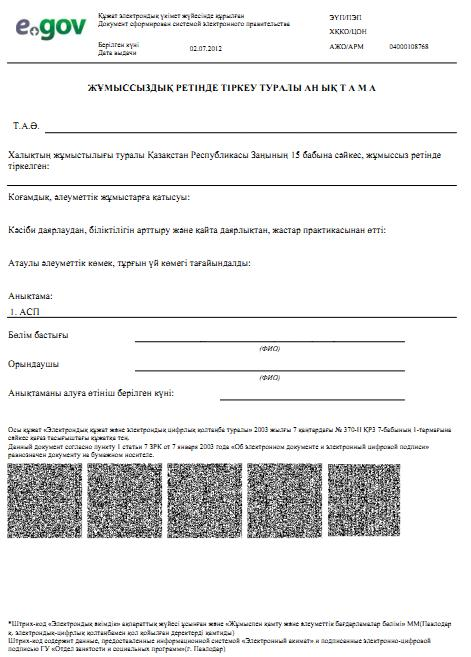 e.gov
Құжат электрондық үкімет жүйесінде құрылған
Документ сформирован системой электронного правительства
ЭҮП/ПЭП
ХҚКО/ЦОН
Берілген күні
Дата выдачи
02.07.2012
АЖО/АРМ 04000108768
ЖҰМЫССЫЗДЫҚ РЕТІНДЕ ТІРКЕУ ТУРАЛЫ АН ЫҚ Т А М А
Т.А.Ә.
Халықтың жұмыстылығы туралы Қазақстан Республикасы Заңының 15 бабына сәйкес, жұмыссыз ретінде
тіркелген:
Коғамдық, әлеуметтік жұмыстарға қатысуы:
Кәсіби даярлаудан, біліктілігін арттыру және қайта даярлықтан, жастар практикасынан өтті:
Атаулы әлеуметтік көмек, тұрғын үй көмегі тағайындалды:
Анықтама:
1. АСП
Бөлім бастығы
(ФИО)
Орындаушы
(ФИО)
Анықтаманы алуға өтініш берілген күні:
Осы құжат «Электрондық құжат және электрондық цифрлық қолтаңба туралы» 2003 жылғы 7 қаңтардағы № 370-II ҚРЗ 7-бабының 1-тармағына
сәйкес қағаз тасығыштағы құжатқа тең.
Данный документ согласно пункту 1 статьи 7 ЗРК от 7 января 2003 года «Об электронном документе и электронной цифровой подписи»
равнозначен документу на бумажном носителе.
*Штрих-код «Электрондық әкімдік» ақпараттық жүйесі ұсынған және «Жұмыспен қамту және әлеуметтік бағдарламалар бөлімі» ММ(Павлодар
қ. электрондық-цифрлық қолтаңбамен қол қойылған деректерді қамтиды)
Штрих-код содержит данные, предоставленные информационной системой «Электронный акимат» и подписанные электронно-цифровой
подписью ГУ «Отдел занятости и социальных программ»(г. Павлодар)